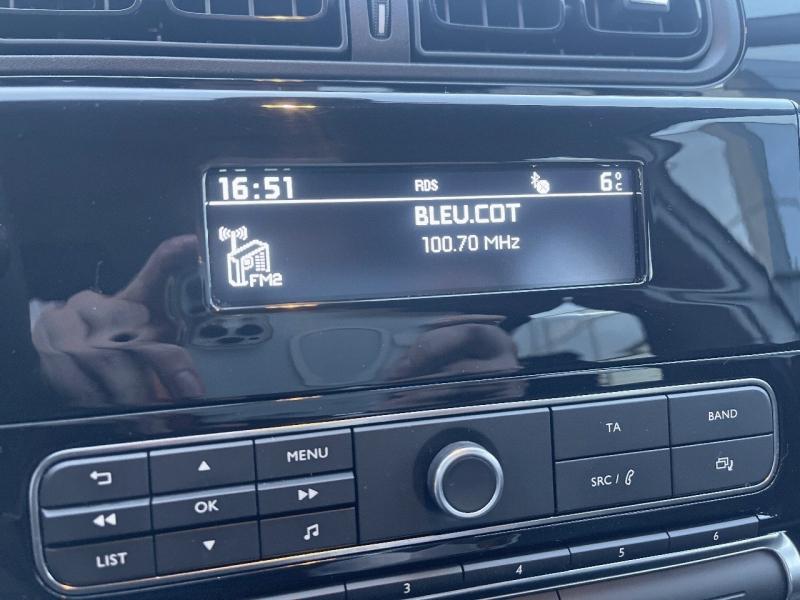 16:51 RDS 6°C
BLEU.COT
100.70 MHz
FM2
MENU
TA
BAND
OK
SRC /
LIST
3 4 5 6